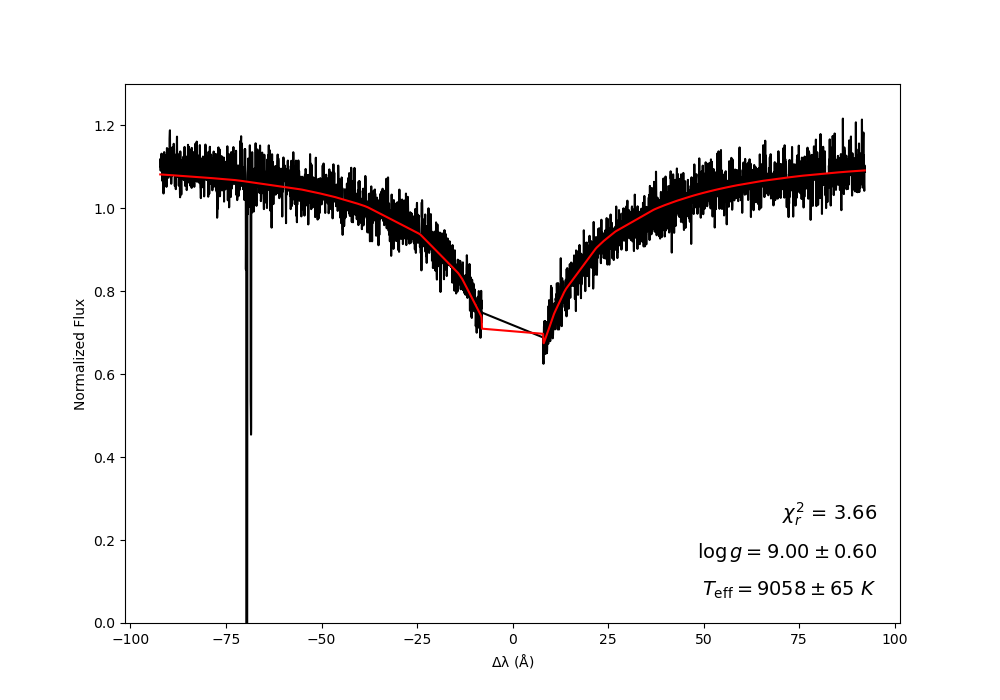 1.2
1.0
0.8
0.6
0.4
0.2
0.0
Normalized Flux
χ²ᵣ = 3.66
log g = 9.00 ± 0.60
T_eff = 9058 ± 65 K
−100 −75 −50 −25 0 25 50 75 100
Δλ (Å)